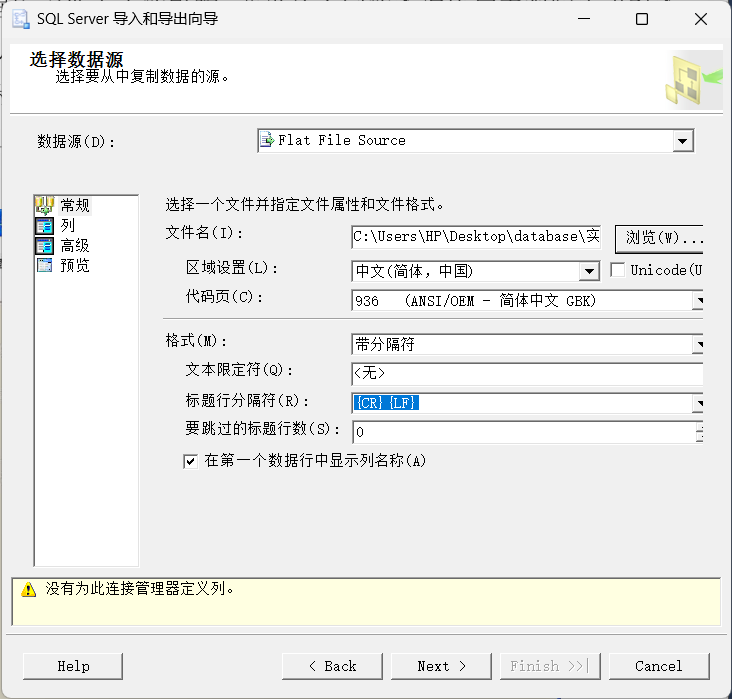 SQL Server 导入和导出向导
选择数据源
选择要从中复制数据的源。
数据源(D):
Flat File Source
常规
列
高级
预览
选择一个文件并指定文件属性和文件格式。
文件名(I):
C:\Users\HP\Desktop\database\实
浏览(W)...
区域设置(L):
中文(简体，中国)
Unicode(U
代码页(C):
936 (ANSI/OEM - 简体中文 GBK)
格式(M):
带分隔符
文本限定符(Q):
<无>
标题行分隔符(R):
{CR}{LF}
要跳过的标题行数(S):
0
在第一个数据行中显示列名称(A)
没有为此连接管理器定义列。
Help
< Back
Next >
Finish >>|
Cancel